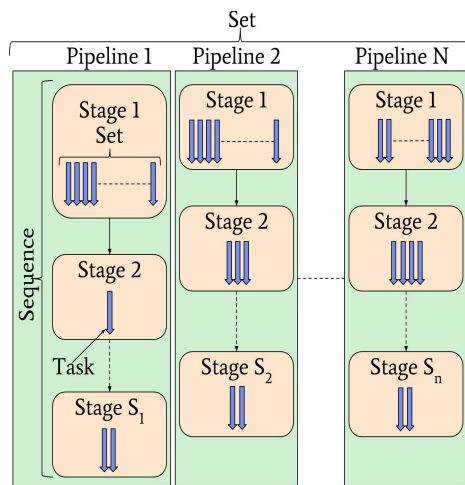 Set
Pipeline 1
Pipeline 2
Pipeline N
Sequence
Stage 1
Set
Stage 2
Task
Stage S₁
Stage 1
Stage 2
Stage S₂
Stage 1
Stage 2
Stage Sₙ